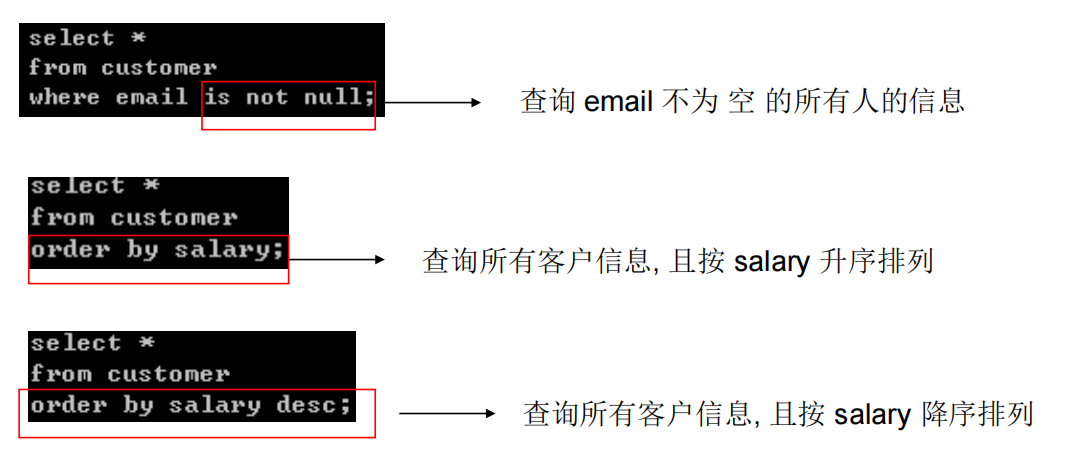 select *
from customer
where email is not null;
查询 email 不为 空 的所有人的信息
select *
from customer
order by salary;
查询所有客户信息, 且按 salary 升序排列
select *
from customer
order by salary desc;
查询所有客户信息, 且按 salary 降序排列